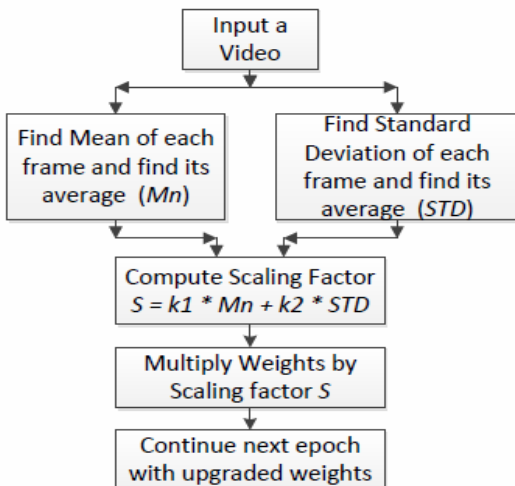 Input a
Video
Find Mean of each
frame and find its
average (Mn)
Find Standard
Deviation of each
frame and find its
average (STD)
Compute Scaling Factor
S = k1 * Mn + k2 * STD
Multiply Weights by
Scaling factor S
Continue next epoch
with upgraded weights